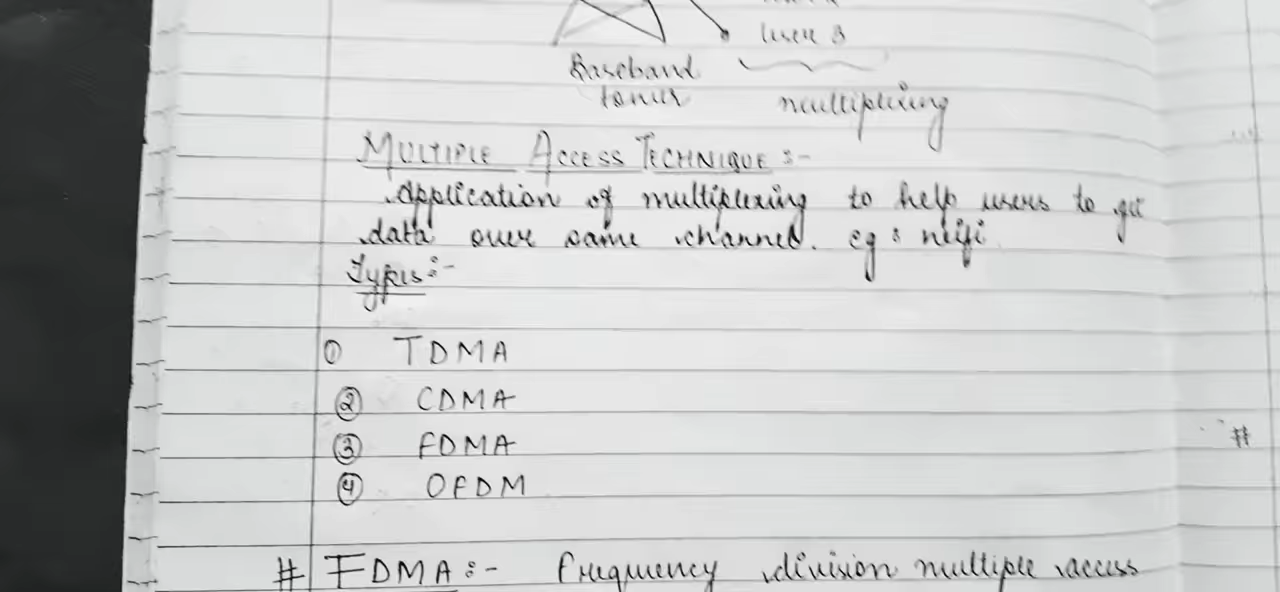 user 3
Baseband
tower
multiplexing
MULTIPLE ACCESS TECHNIQUE :-
Application of multiplexing to help users to get
data over same channel. eg : wifi
Types :-
① TDMA
② CDMA
③ FDMA
④ OFDM
#
# FDMA :- frequency division multiple access